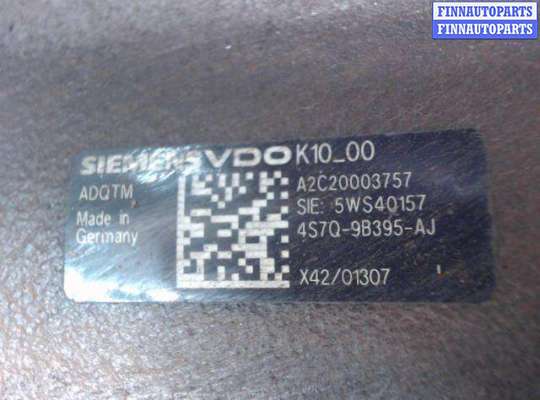 FINNAUTOPARTS
FINNAUTOPARTS
SIEMENS VDO K10_00
ADQTM
A2C20003757
SIE: 5WS40157
Made in
Germany
4S7Q-9B395-AJ
X42/01307